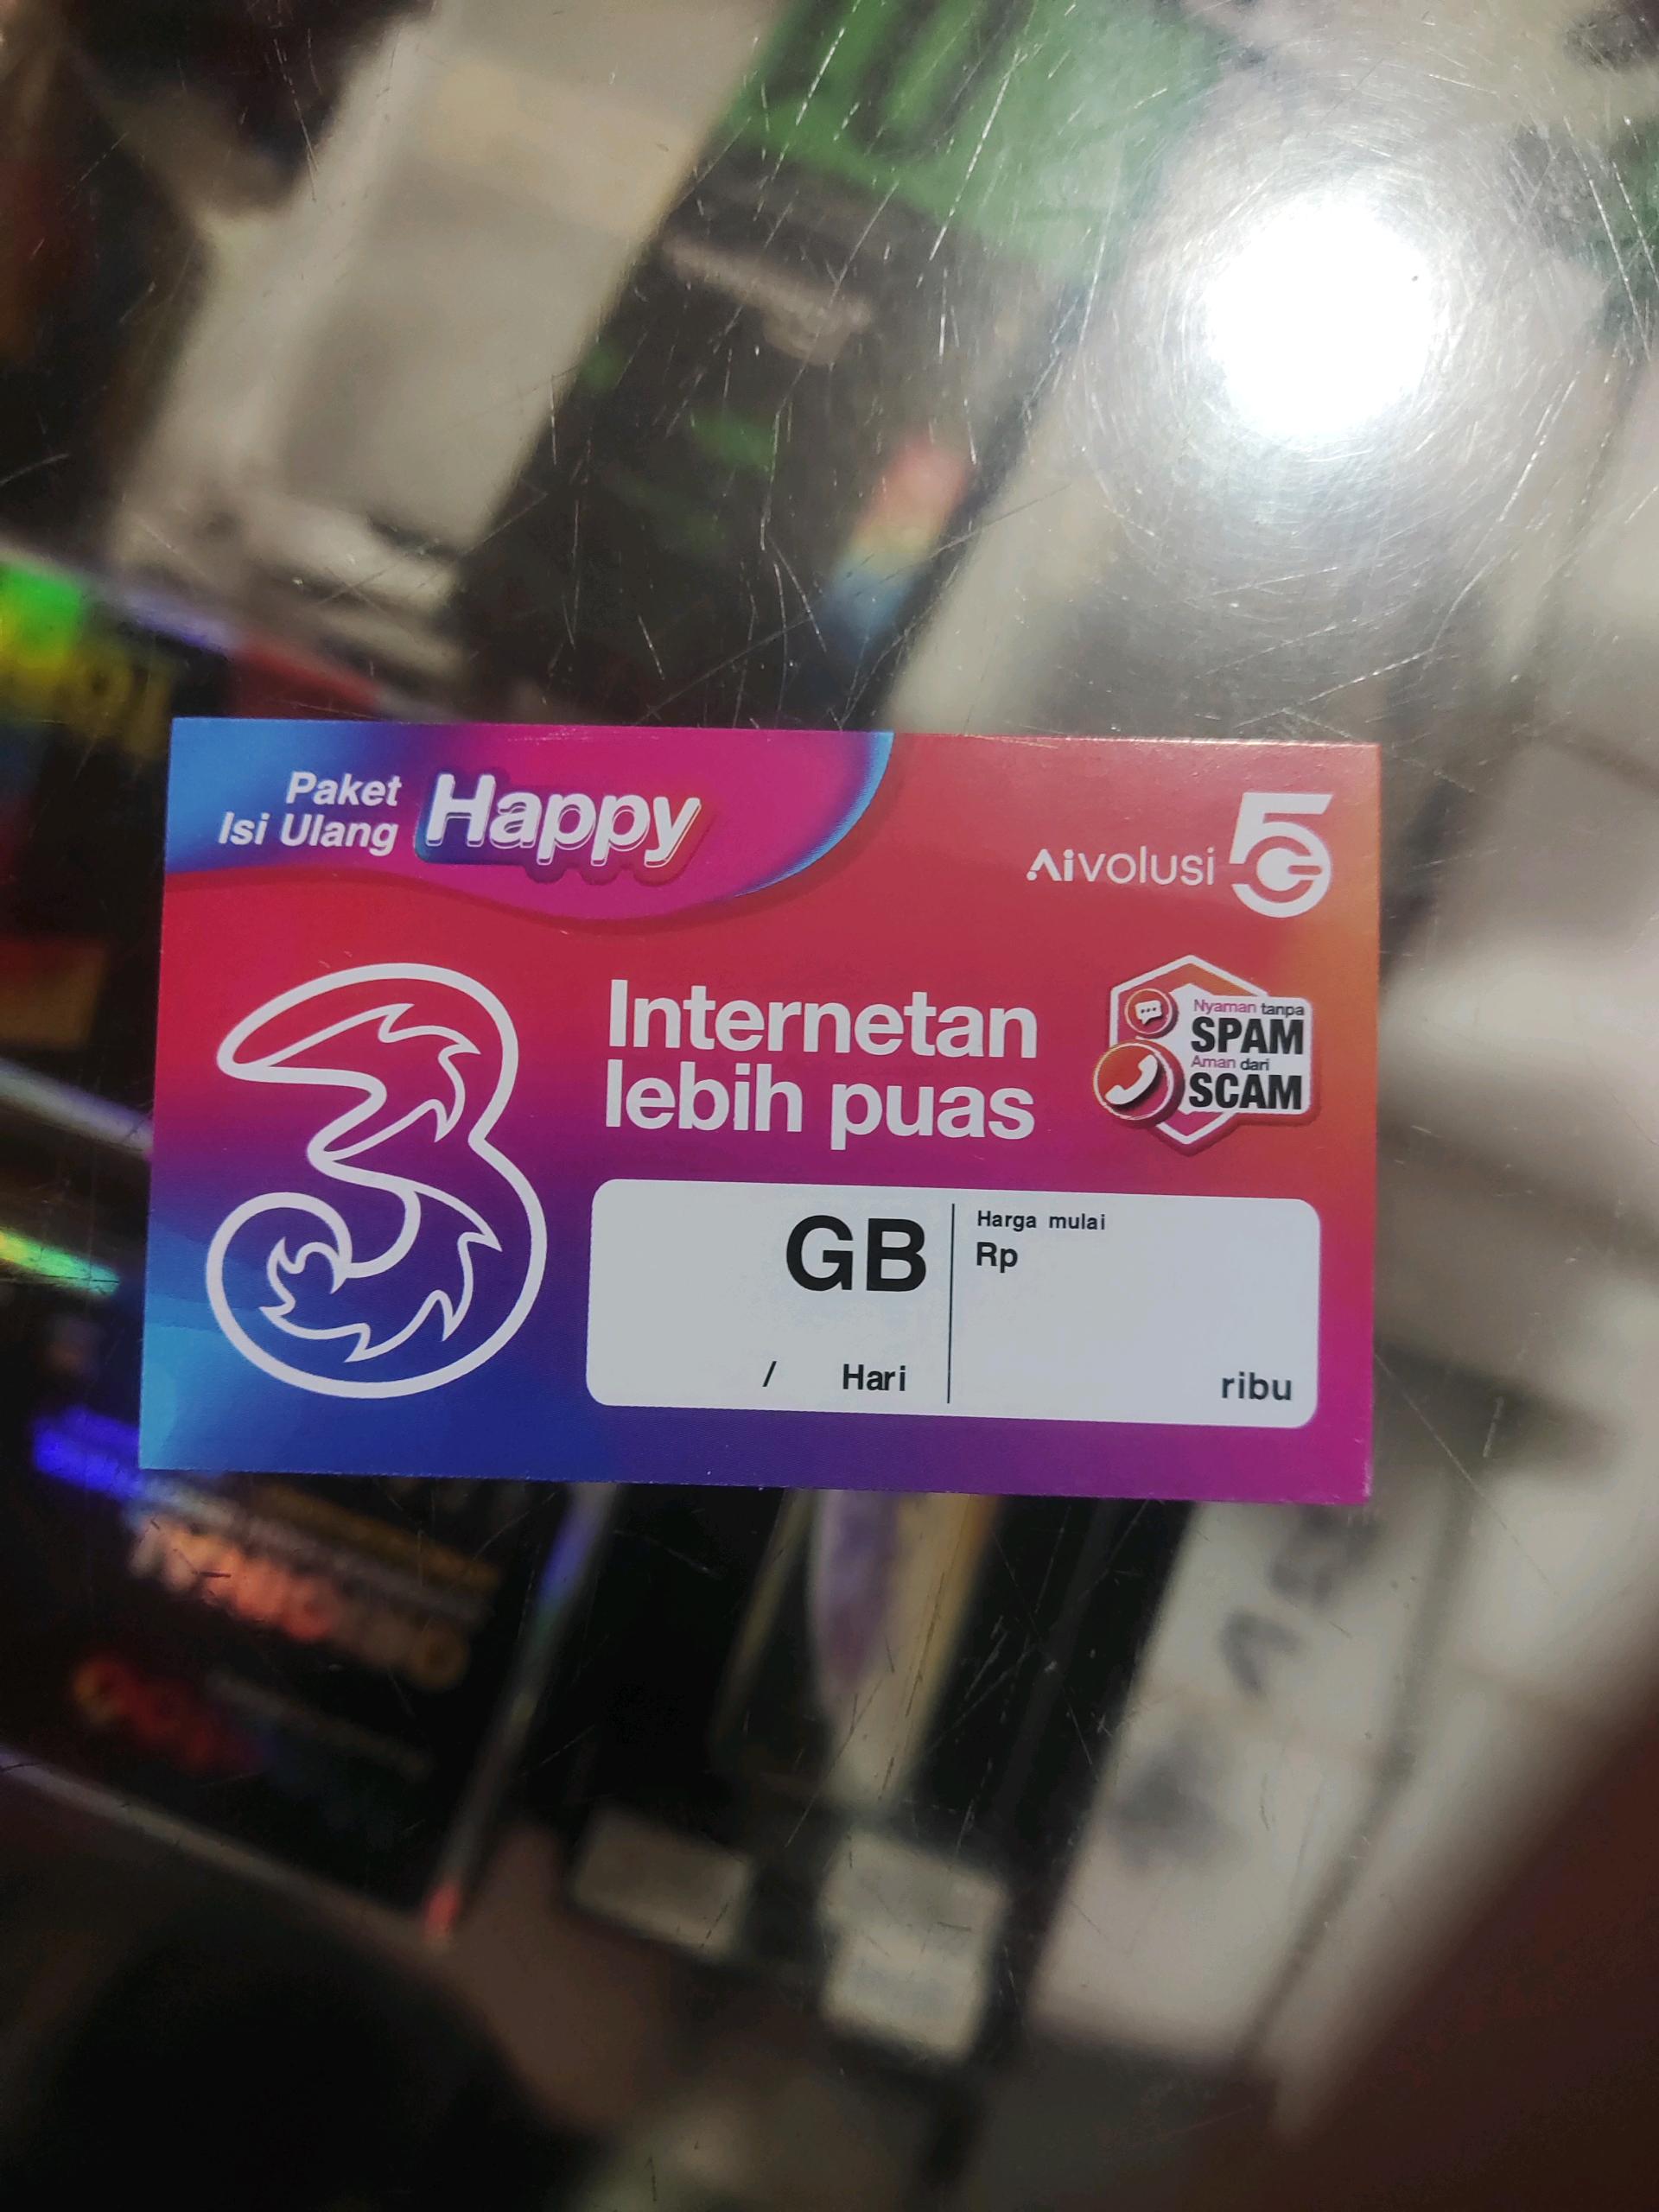 Paket
Isi Ulang
Happy
Aivolusi 5G
3
Internetan
lebih puas
Nyaman tanpa
SPAM
Aman dari
SCAM
GB
/ Hari
Harga mulai
Rp
ribu